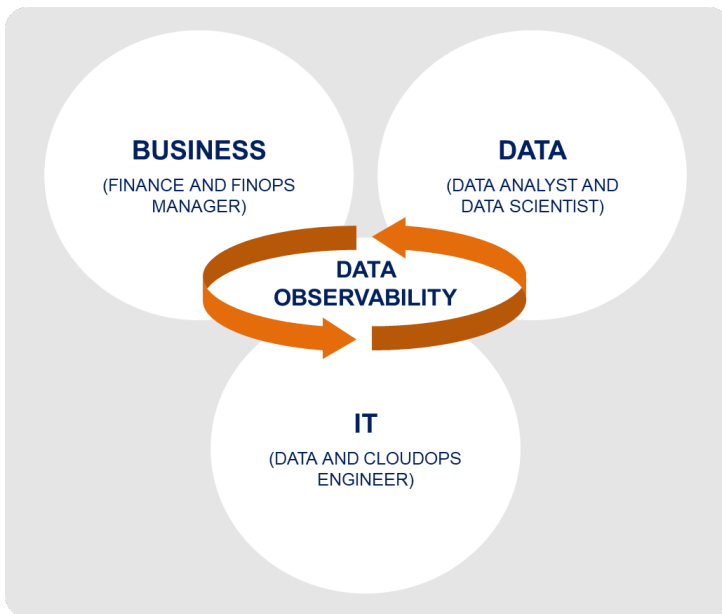 BUSINESS
(FINANCE AND FINOPS
MANAGER)
DATA
(DATA ANALYST AND
DATA SCIENTIST)
DATA
OBSERVABILITY
IT
(DATA AND CLOUDOPS
ENGINEER)